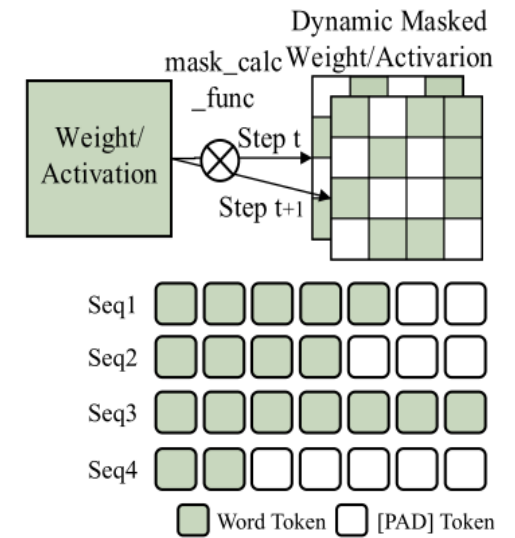 Dynamic Masked
Weight/Activarion
mask_calc
_func
Weight/
Activation
Step t
Step t+1
Seq1
Seq2
Seq3
Seq4
Word Token
[PAD] Token